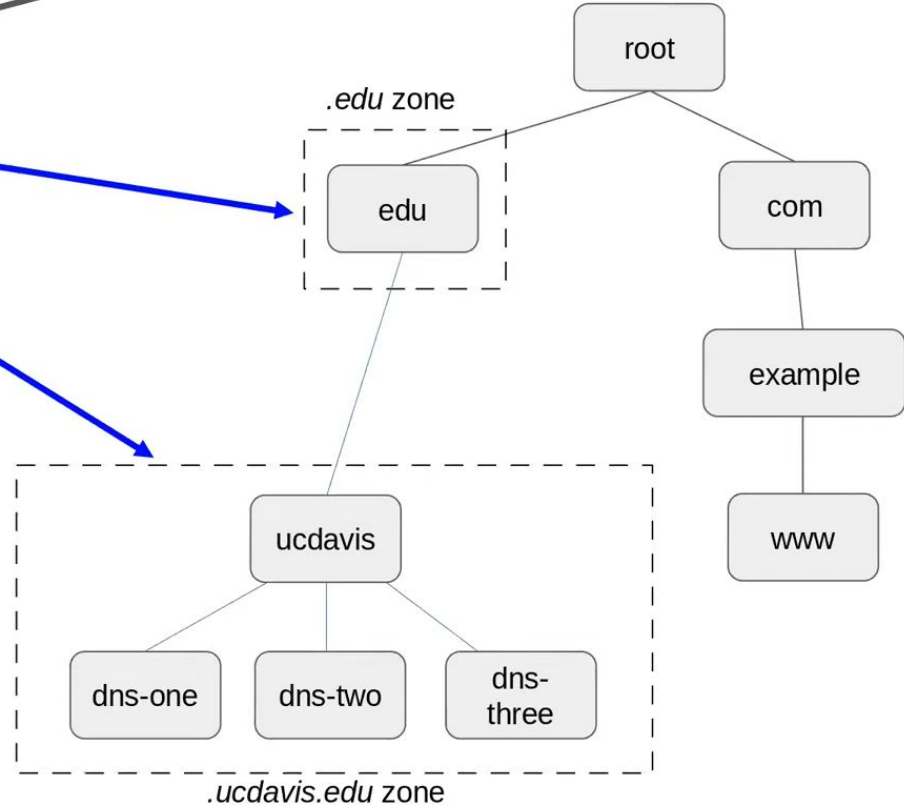 root
.edu zone
edu
com
example
ucdavis
www
dns-one
dns-two
dns-
three
.ucdavis.edu zone